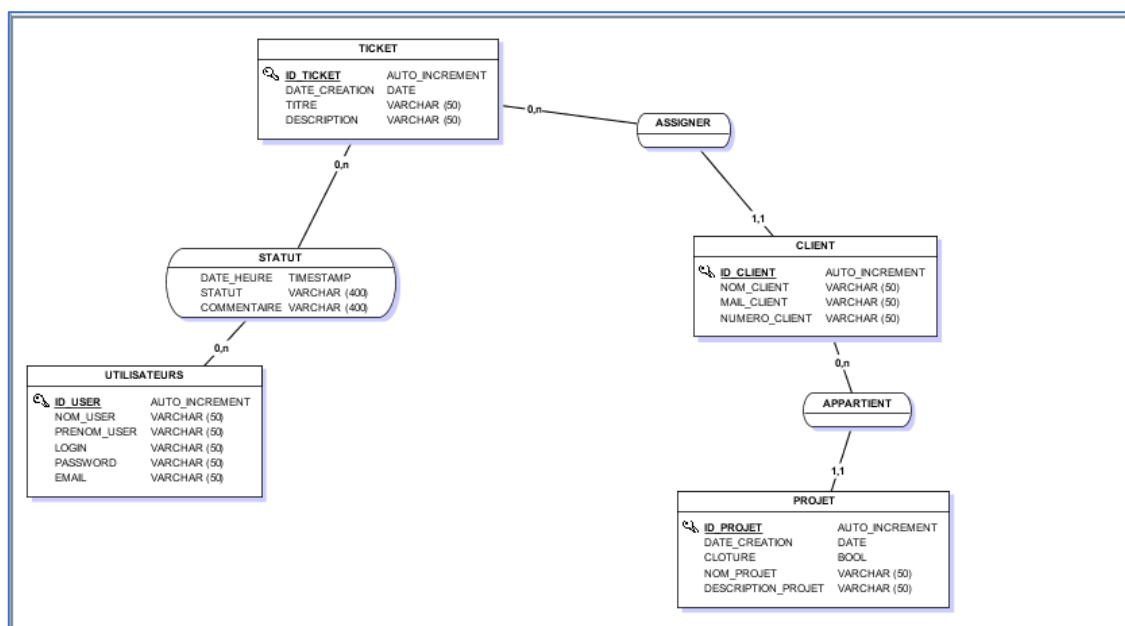 TICKET
ID_TICKET AUTO_INCREMENT
DATE_CREATION DATE
TITRE VARCHAR (50)
DESCRIPTION VARCHAR (50)
0,n
ASSIGNER
0,n
1,1
STATUT
DATE_HEURE TIMESTAMP
STATUT VARCHAR (400)
COMMENTAIRE VARCHAR (400)
CLIENT
ID_CLIENT AUTO_INCREMENT
NOM_CLIENT VARCHAR (50)
MAIL_CLIENT VARCHAR (50)
NUMERO_CLIENT VARCHAR (50)
0,n
0,n
UTILISATEURS
ID_USER AUTO_INCREMENT
NOM_USER VARCHAR (50)
PRENOM_USER VARCHAR (50)
LOGIN VARCHAR (50)
PASSWORD VARCHAR (50)
EMAIL VARCHAR (50)
APPARTIENT
1,1
PROJET
ID_PROJET AUTO_INCREMENT
DATE_CREATION DATE
CLOTURE BOOL
NOM_PROJET VARCHAR (50)
DESCRIPTION_PROJET VARCHAR (50)